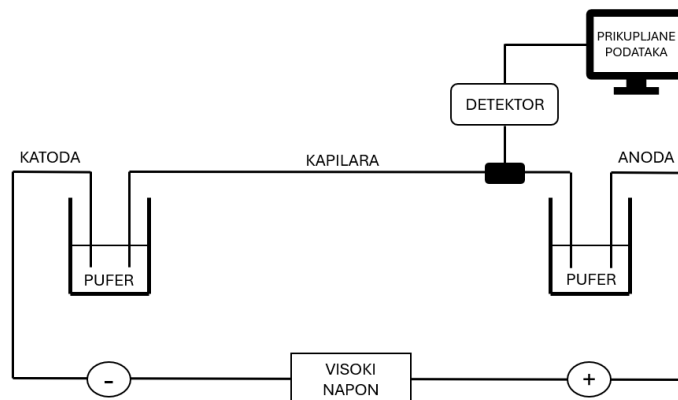 PRIKUPLJANE
PODATAKA
DETEKTOR
KATODA
KAPILARA
ANODA
PUFER
PUFER
-
VISOKI
NAPON
+